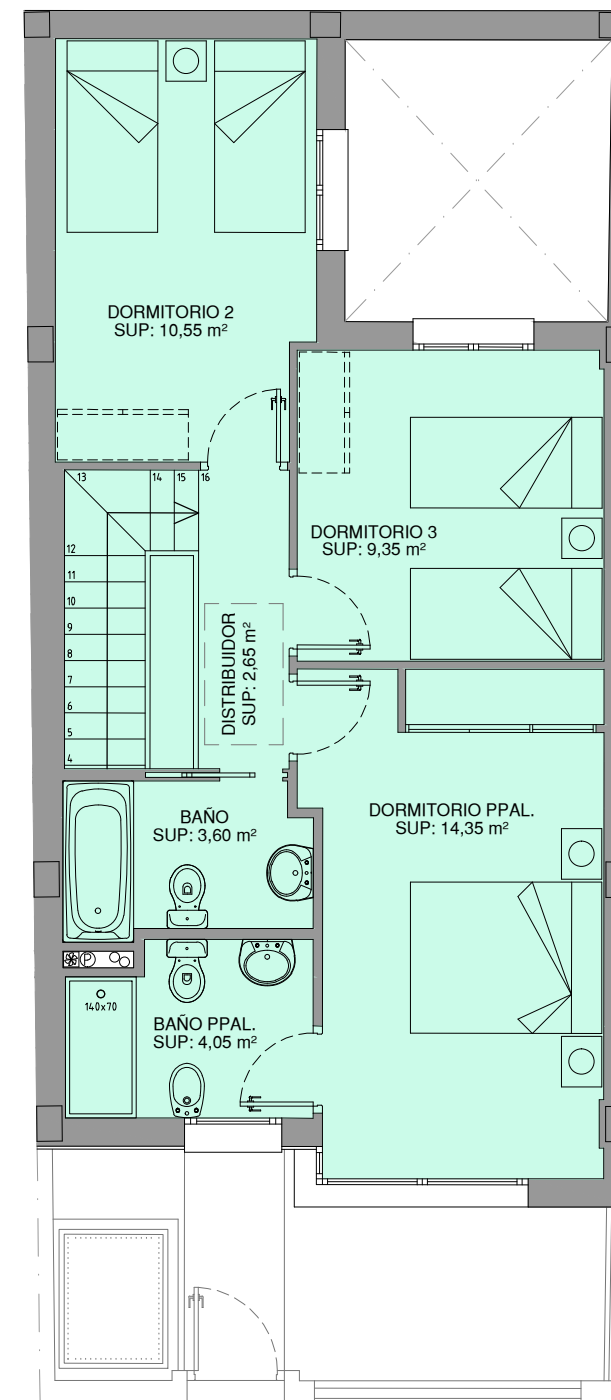 DORMITORIO 2
SUP: 10,55 m²
13
14
15
16
12
11
10
9
8
7
6
5
4
DORMITORIO 3
SUP: 9,35 m²
DISTRIBUIDOR
SUP: 2,65 m²
BAÑO
SUP: 3,60 m²
DORMITORIO PPAL.
SUP: 14,35 m²
P
140x70
BAÑO PPAL.
SUP: 4,05 m²